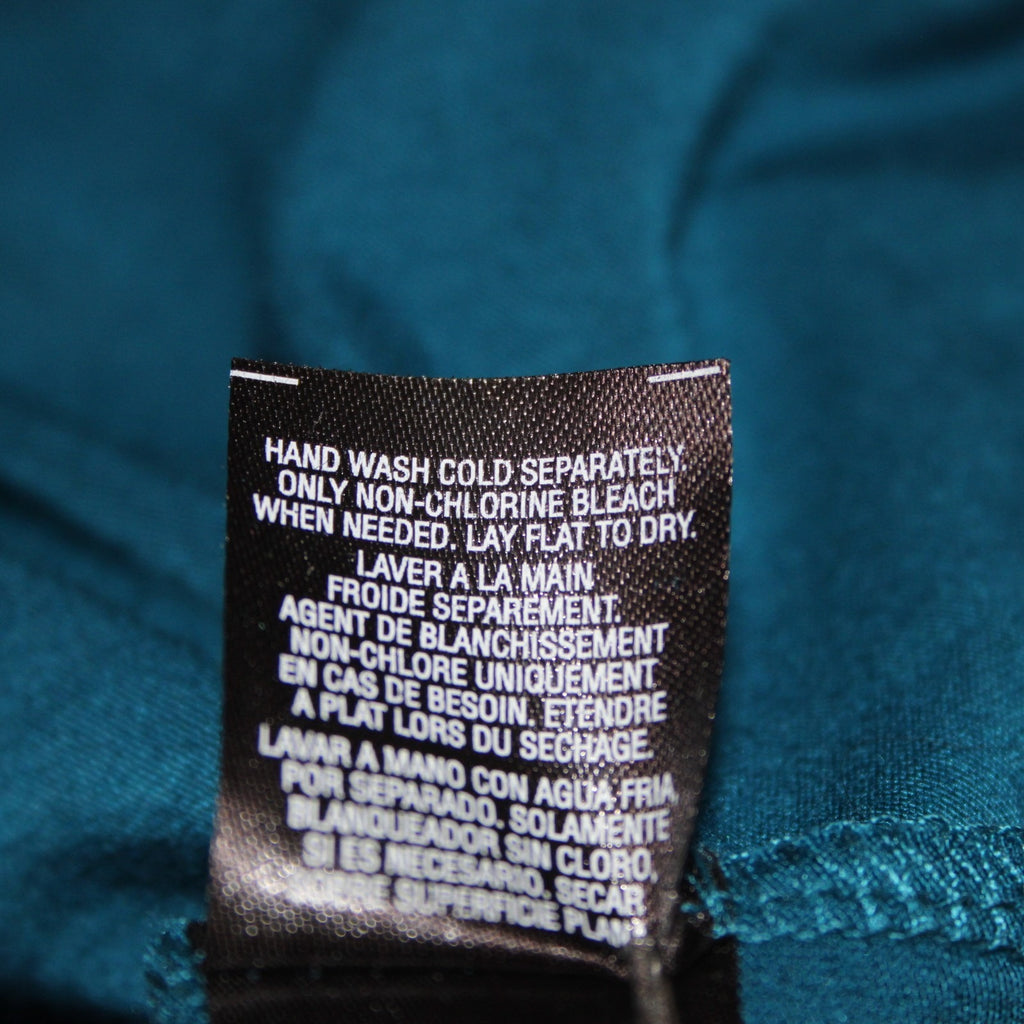 HAND WASH COLD SEPARATELY.
ONLY NON-CHLORINE BLEACH
WHEN NEEDED. LAY FLAT TO DRY.
LAVER A LA MAIN
FROIDE SEPAREMENT.
AGENT DE BLANCHISSEMENT
NON-CHLORE UNIQUEMENT
EN CAS DE BESOIN. ETENDRE
A PLAT LORS DU SECHAGE.
LAVAR A MANO CON AGUA FRIA
POR SEPARADO. SOLAMENTE
BLANQUEADOR SIN CLORO,
SI ES NECESARIO. SECAR
SOBRE SUPERFICIE